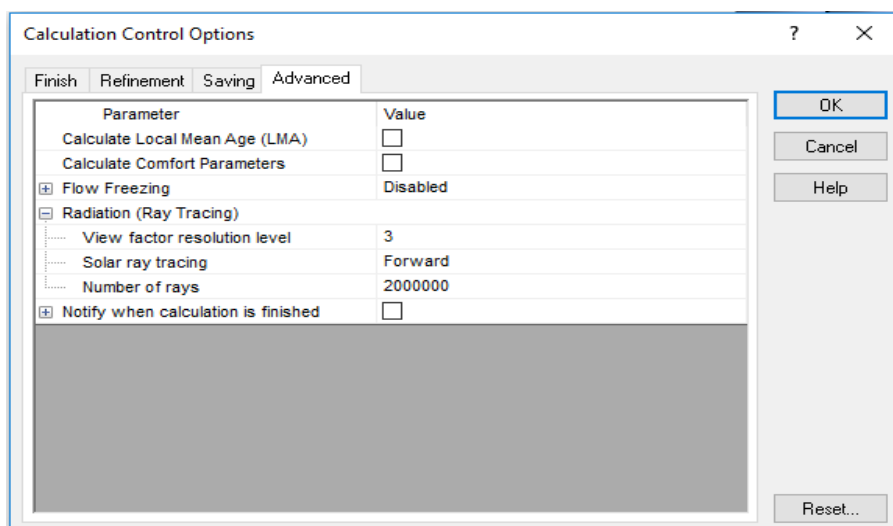 Calculation Control Options ?
Finish Refinement Saving Advanced
Parameter Value
Calculate Local Mean Age (LMA)
Calculate Comfort Parameters
Flow Freezing Disabled
Radiation (Ray Tracing)
View factor resolution level 3
Solar ray tracing Forward
Number of rays 2000000
Notify when calculation is finished
OK
Cancel
Help
Reset...